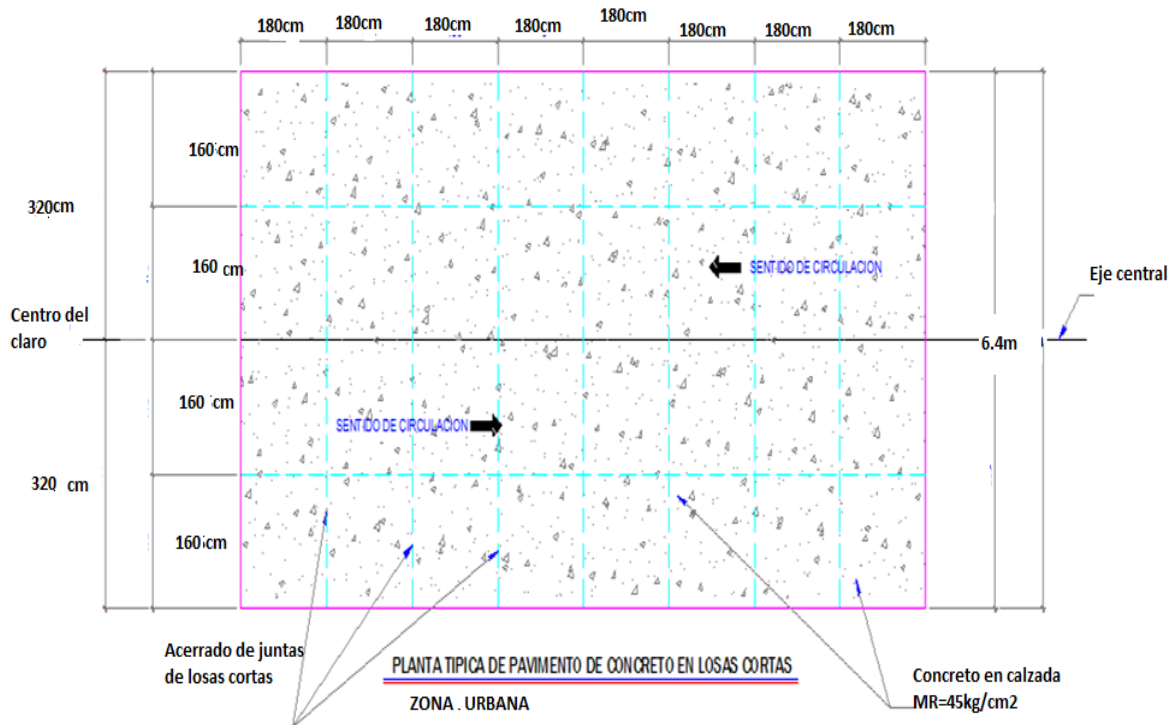 180cm
180cm
180cm
180cm
180cm
180cm
180cm
180cm
160 cm
320cm
160 cm
SENTIDO DE CIRCULACION
Eje central
Centro del
claro
6.4m
160 cm
SENTIDO DE CIRCULACION
320 cm
160 cm
Acerrado de juntas
de losas cortas
PLANTA TIPICA DE PAVIMENTO DE CONCRETO EN LOSAS CORTAS
ZONA . URBANA
Concreto en calzada
MR=45kg/cm2